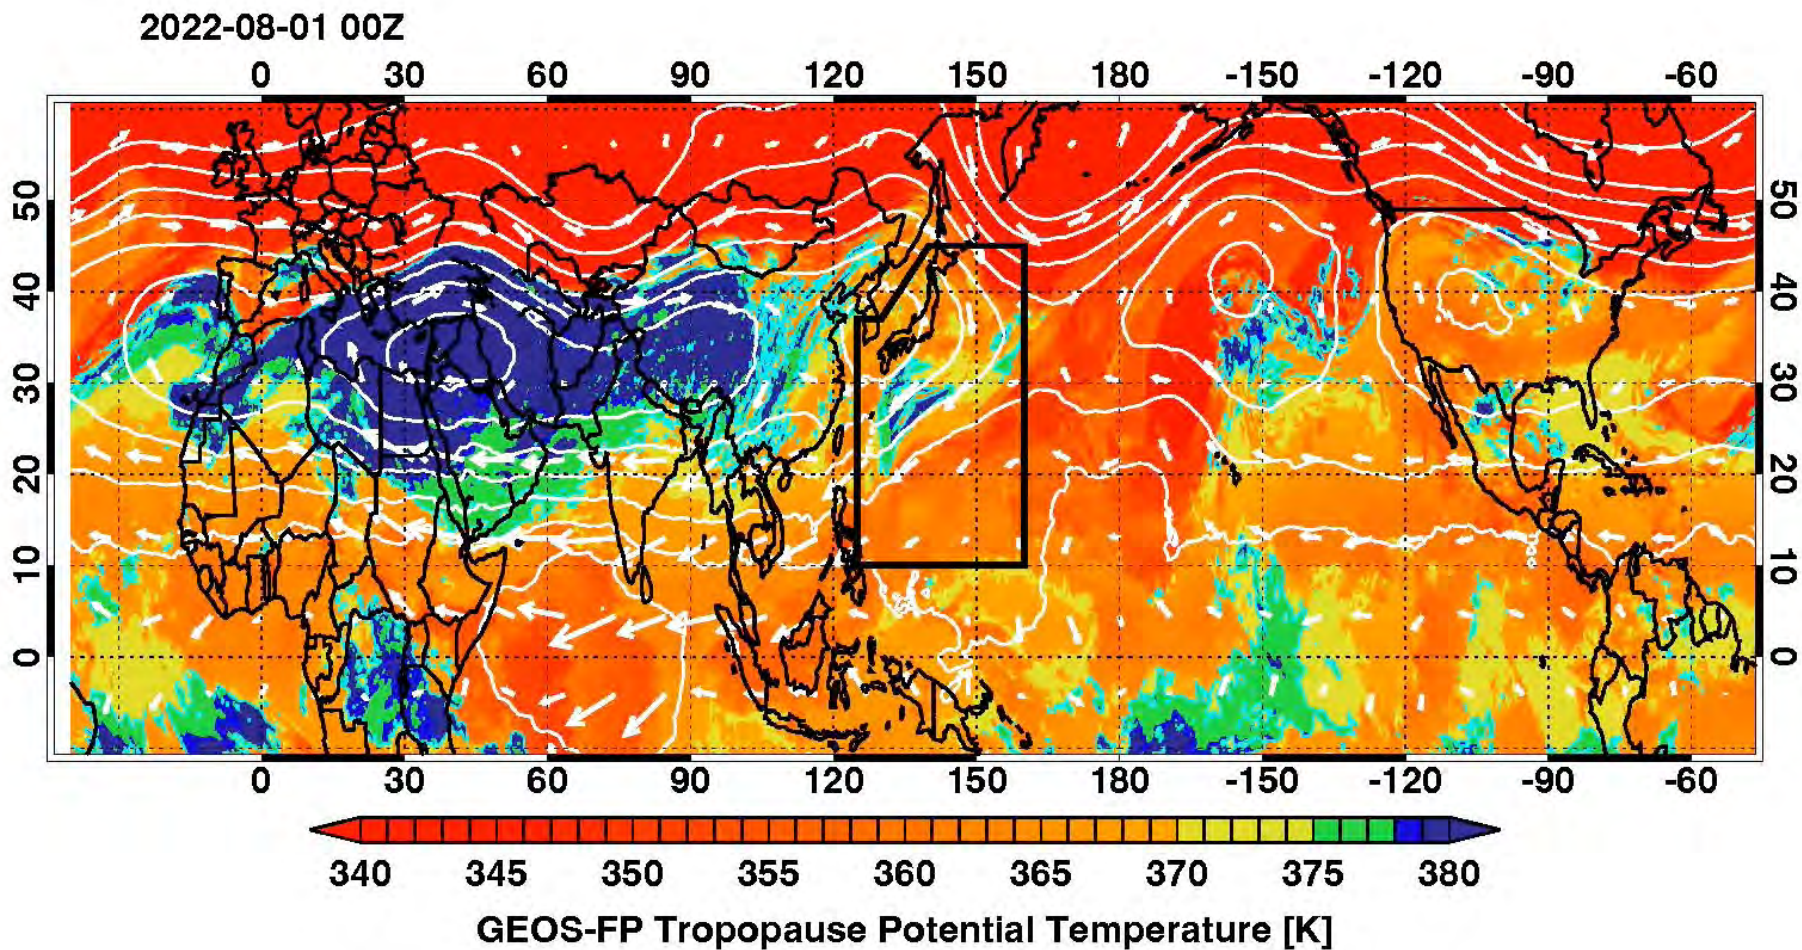 2022-08-01 00Z
0 30 60 90 120 150 180 -150 -120 -90 -60
50 50
40 40
30 30
20 20
10 10
0 0
0 30 60 90 120 150 180 -150 -120 -90 -60
340 345 350 355 360 365 370 375 380
GEOS-FP Tropopause Potential Temperature [K]